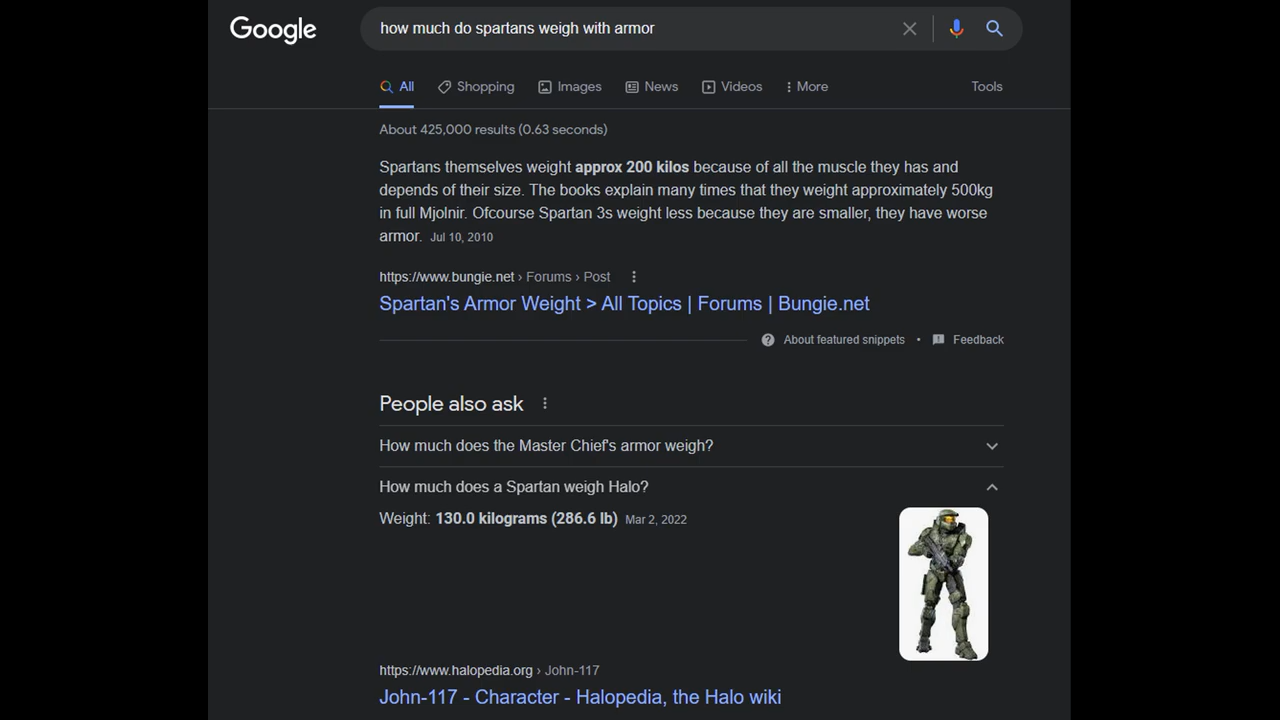 Google
how much do spartans weigh with armor
All Shopping Images News Videos More Tools
About 425,000 results (0.63 seconds)
Spartans themselves weight approx 200 kilos because of all the muscle they has and
depends of their size. The books explain many times that they weight approximately 500kg
in full Mjolnir. Ofcourse Spartan 3s weight less because they are smaller, they have worse
armor. Jul 10, 2010
https://www.bungie.net › Forums › Post
Spartan's Armor Weight > All Topics | Forums | Bungie.net
About featured snippets • Feedback
People also ask
How much does the Master Chief's armor weigh?
How much does a Spartan weigh Halo?
Weight: 130.0 kilograms (286.6 lb) Mar 2, 2022
https://www.halopedia.org › John-117
John-117 - Character - Halopedia, the Halo wiki